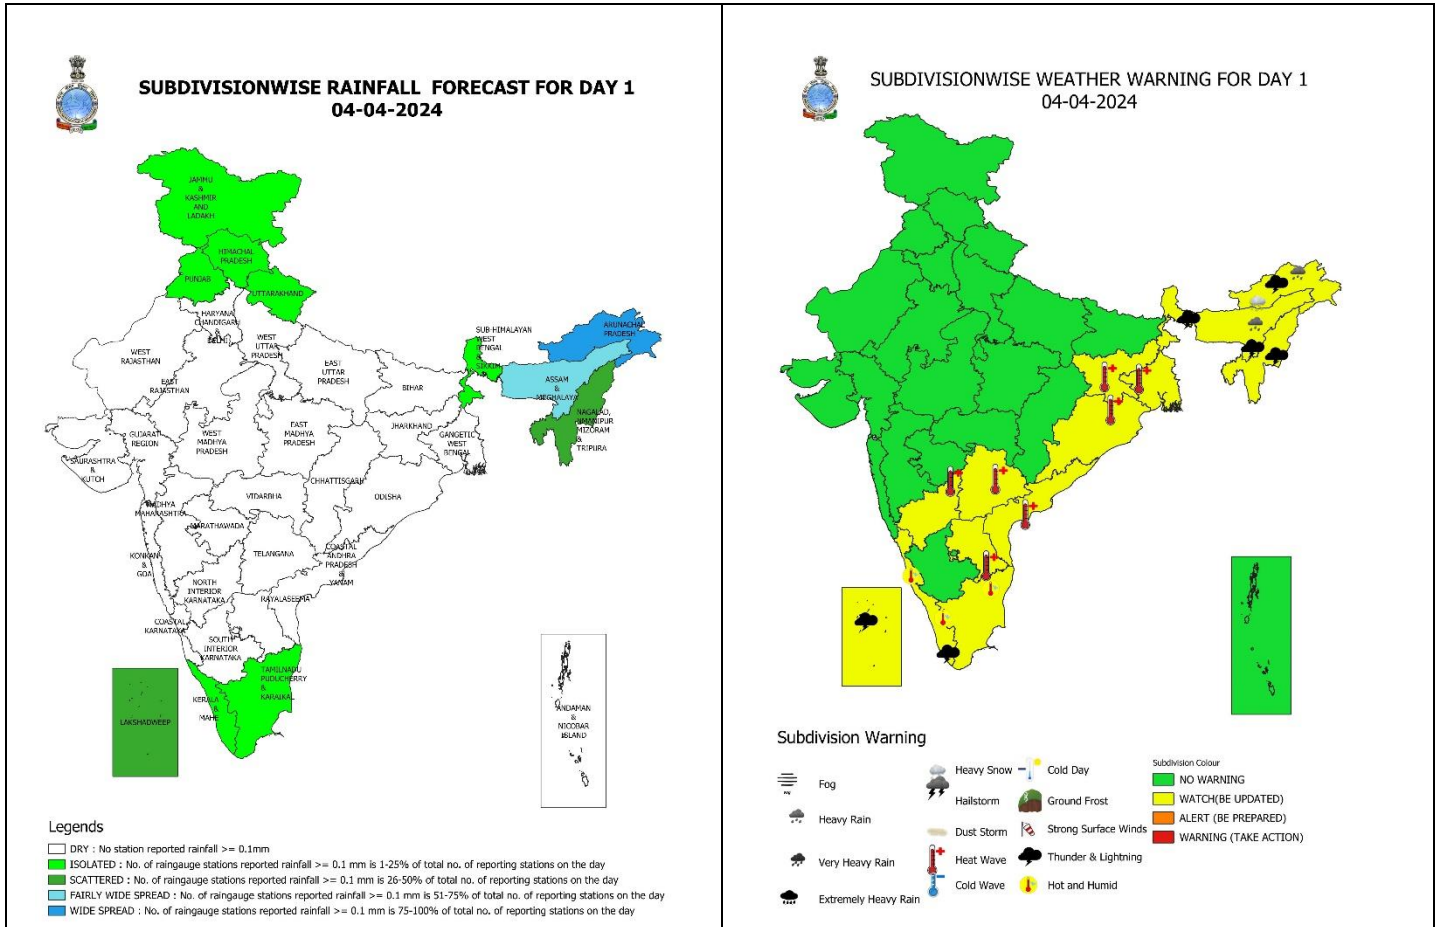 SUBDIVISIONWISE RAINFALL FORECAST FOR DAY 1
04-04-2024
JAMMU
&
KASHMIR
AND
LADAKH
HIMACHAL
PRADESH
PUNJAB
UTTARAKHAND
HARYANA
CHANDIGARH
&
DELHI
WEST
UTTAR
PRADESH
WEST
RAJASTHAN
EAST
RAJASTHAN
EAST
UTTAR
PRADESH
BIHAR
SUB-HIMALAYAN
WEST
BENGAL
&
SIKKIM
ARUNACHAL
PRADESH
ASSAM
&
MEGHALAYA
NAGALAD,
MANIPUR
MIZORAM
&
TRIPURA
GUJARAT
REGION
SAURASHTRA
&
KUTCH
WEST
MADHYA
PRADESH
EAST
MADHYA
PRADESH
JHARKHAND
GANGETIC
WEST
BENGAL
CHHATTISGARH
ODISHA
VIDARBHA
MADHYA
MAHARASHTRA
MARATHAWADA
KONKAN
&
GOA
TELANGANA
COASTAL
ANDHRA
PRADESH
&
YANAM
NORTH
INTERIOR
KARNATAKA
RAYALASEEMA
COASTAL
KARNATAKA
SOUTH
INTERIOR
KARNATAKA
TAMILNADU
PUDUCHERRY
&
KARAIKAL
KERALA
&
MAHE
LAKSHADWEEP
ANDAMAN
&
NICOBAR
ISLAND
Legends
DRY : No station reported rainfall >= 0.1mm
ISOLATED : No. of raingauge stations reported rainfall >= 0.1 mm is 1-25% of total no. of reporting stations on the day
SCATTERED : No. of raingauge stations reported rainfall >= 0.1 mm is 26-50% of total no. of reporting stations on the day
FAIRLY WIDE SPREAD : No. of raingauge stations reported rainfall >= 0.1 mm is 51-75% of total no. of reporting stations on the day
WIDE SPREAD : No. of raingauge stations reported rainfall >= 0.1 mm is 75-100% of total no. of reporting stations on the day
SUBDIVISIONWISE WEATHER WARNING FOR DAY 1
04-04-2024
Subdivision Warning
Fog
Heavy Rain
Very Heavy Rain
Extremely Heavy Rain
Heavy Snow
Hailstorm
Dust Storm
Heat Wave
Cold Wave
Cold Day
Ground Frost
Strong Surface Winds
Thunder & Lightning
Hot and Humid
Subdivision Colour
NO WARNING
WATCH(BE UPDATED)
ALERT (BE PREPARED)
WARNING (TAKE ACTION)